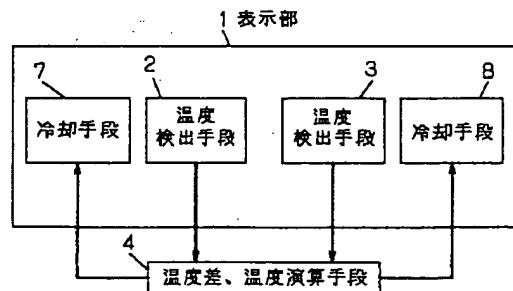 1 表示部
7
2
3
8
冷却手段
温度
検出手段
温度
検出手段
冷却手段
4
温度差、温度演算手段